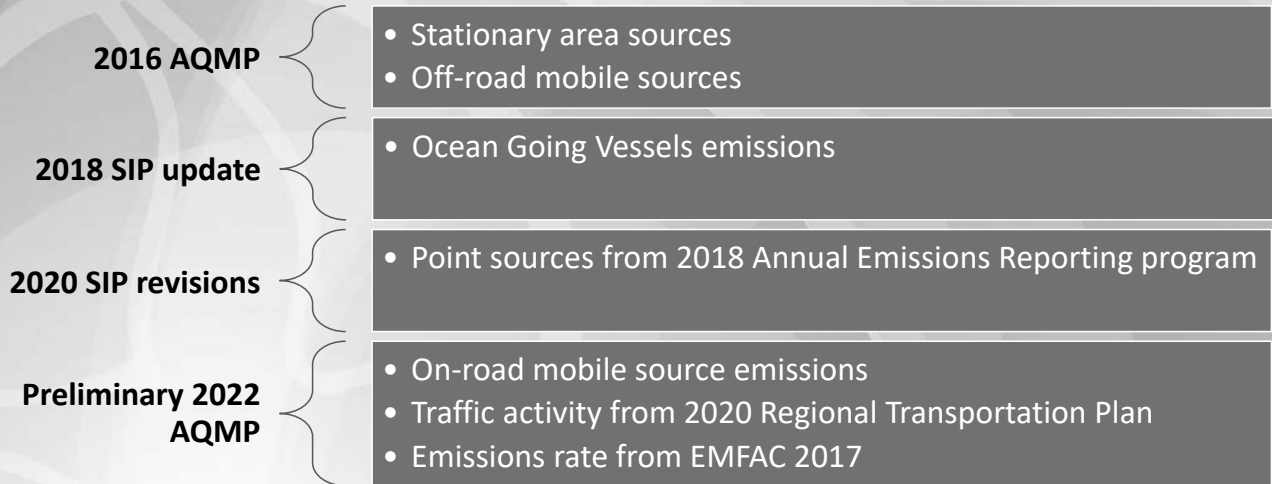 2016 AQMP
• Stationary area sources
• Off-road mobile sources
2018 SIP update
• Ocean Going Vessels emissions
2020 SIP revisions
• Point sources from 2018 Annual Emissions Reporting program
Preliminary 2022
AQMP
• On-road mobile source emissions
• Traffic activity from 2020 Regional Transportation Plan
• Emissions rate from EMFAC 2017